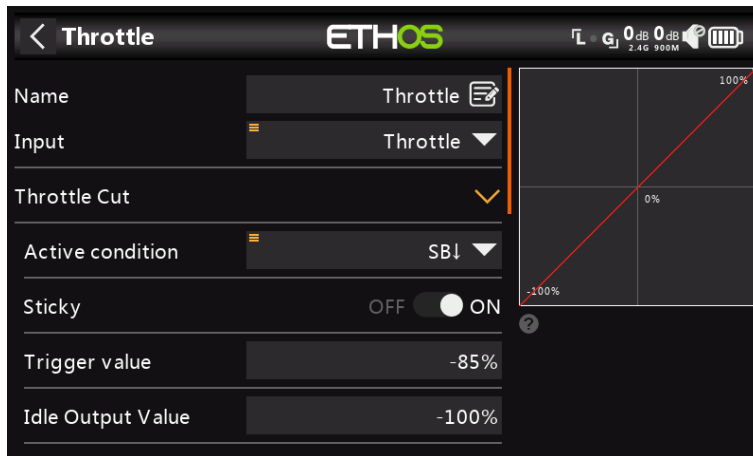 Throttle
ETHOS
L G 0dB 0dB
2.4G 900M
Name Throttle
Input Throttle
Throttle Cut
Active condition SB↓
Sticky OFF ON
Trigger value -85%
Idle Output Value -100%
100%
0%
-100%
?